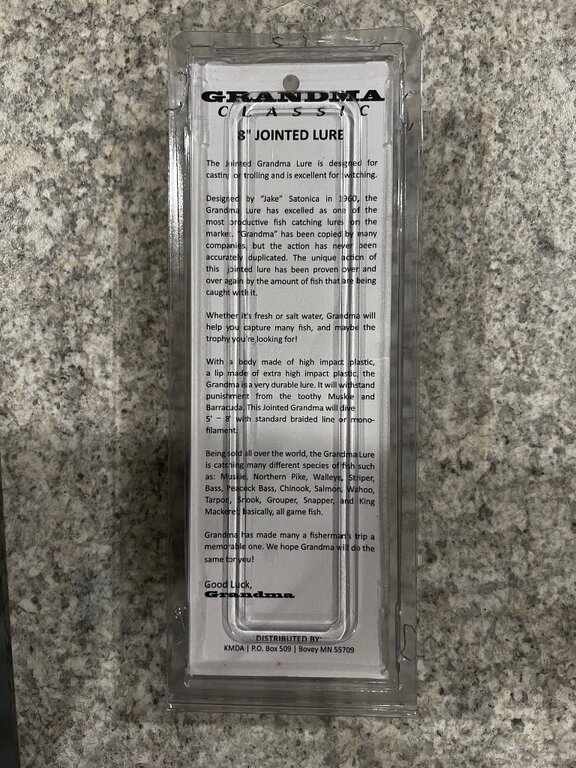 GRANDMA
CLASSIC
8" JOINTED LURE
The Jointed Grandma Lure is designed for
casting or trolling and is excellent for twitching.
Designed by "Jake" Satonica in 1960, the
Grandma Lure has excelled as one of the
most productive fish catching lures on the
market. "Grandma" has been copied by many
companies, but the action has never been
accurately duplicated. The unique action of
this jointed lure has been proven over and
over again by the amount of fish that are being
caught with it.
Whether it's fresh or salt water, Grandma will
help you capture many fish, and maybe the
trophy you're looking for!
With a body made of high impact plastic,
a lip made of extra high impact plastic, the
Grandma is a very durable lure. It will withstand
punishment from the toothy Muskie and
Barracuda. This Jointed Grandma will dive
5' – 8' with standard braided line or mono-
filament.
Being sold all over the world, the Grandma Lure
is catching many different species of fish such
as: Muskie, Northern Pike, Walleye, Striper,
Bass, Peacock Bass, Chinook, Salmon, Wahoo,
Tarpon, Snook, Grouper, Snapper, and King
Mackerel; basically, all game fish.
Grandma has made many a fisherman's trip a
memorable one. We hope Grandma will do the
same for you!
Good Luck,
Grandma
DISTRIBUTED BY:
KMDA | P.O. Box 509 | Bovey MN 55709